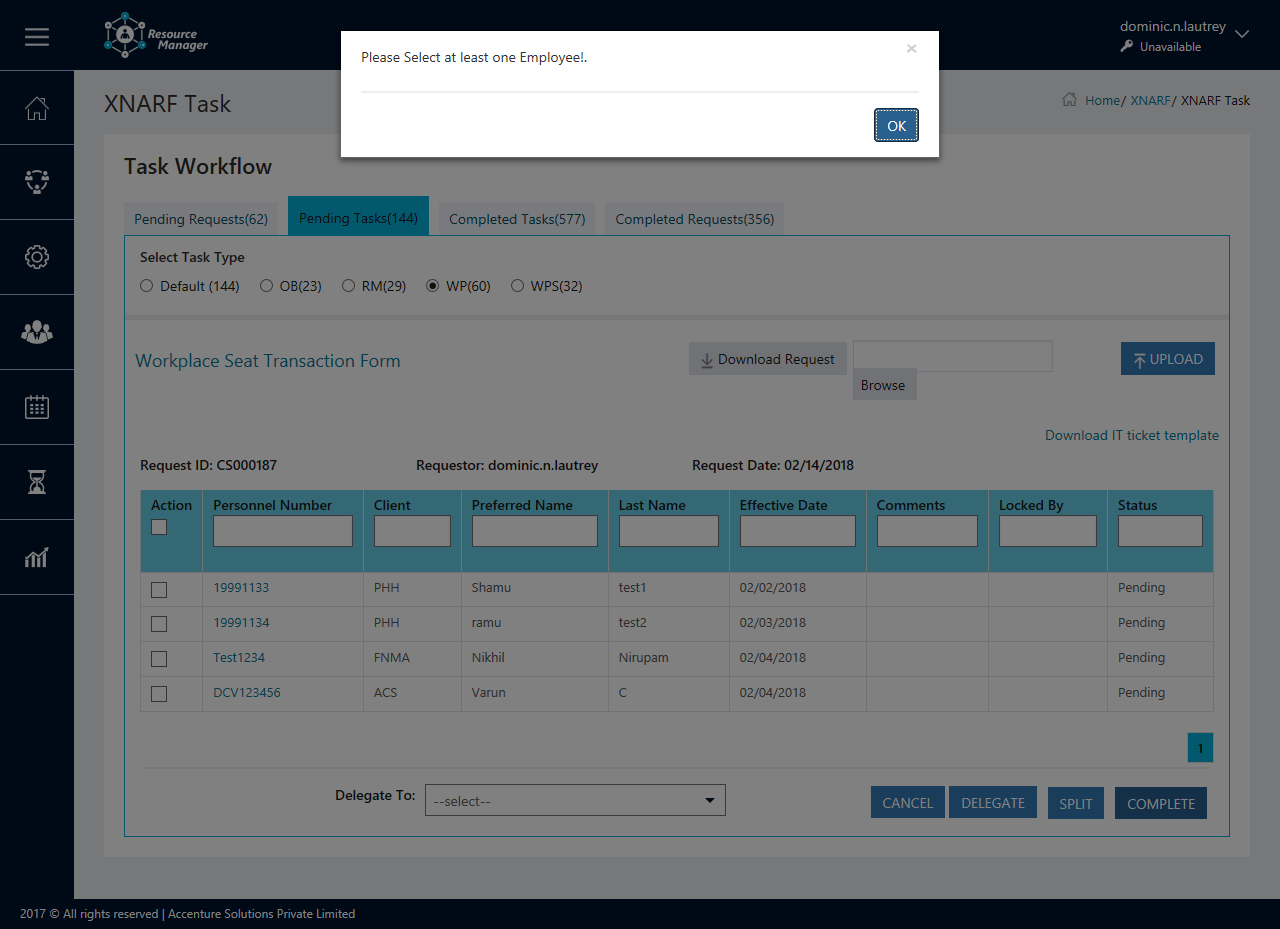 Resource
Manager
dominic.n.lautrey
Unavailable
Please Select at least one Employee!.
×
OK
XNARF Task
Home/ XNARF/ XNARF Task
Task Workflow
Pending Requests(62) Pending Tasks(144) Completed Tasks(577) Completed Requests(356)
Select Task Type
Default (144) OB(23) RM(29) WP(60) WPS(32)
Workplace Seat Transaction Form
Download Request
UPLOAD
Browse
Download IT ticket template
Request ID: CS000187 Requestor: dominic.n.lautrey Request Date: 02/14/2018
Action Personnel Number Client Preferred Name Last Name Effective Date Comments Locked By Status
19991133 PHH Shamu test1 02/02/2018 Pending
19991134 PHH ramu test2 02/03/2018 Pending
Test1234 FNMA Nikhil Nirupam 02/04/2018 Pending
DCV123456 ACS Varun C 02/04/2018 Pending
1
Delegate To: --select-- CANCEL DELEGATE SPLIT COMPLETE
2017 © All rights reserved | Accenture Solutions Private Limited